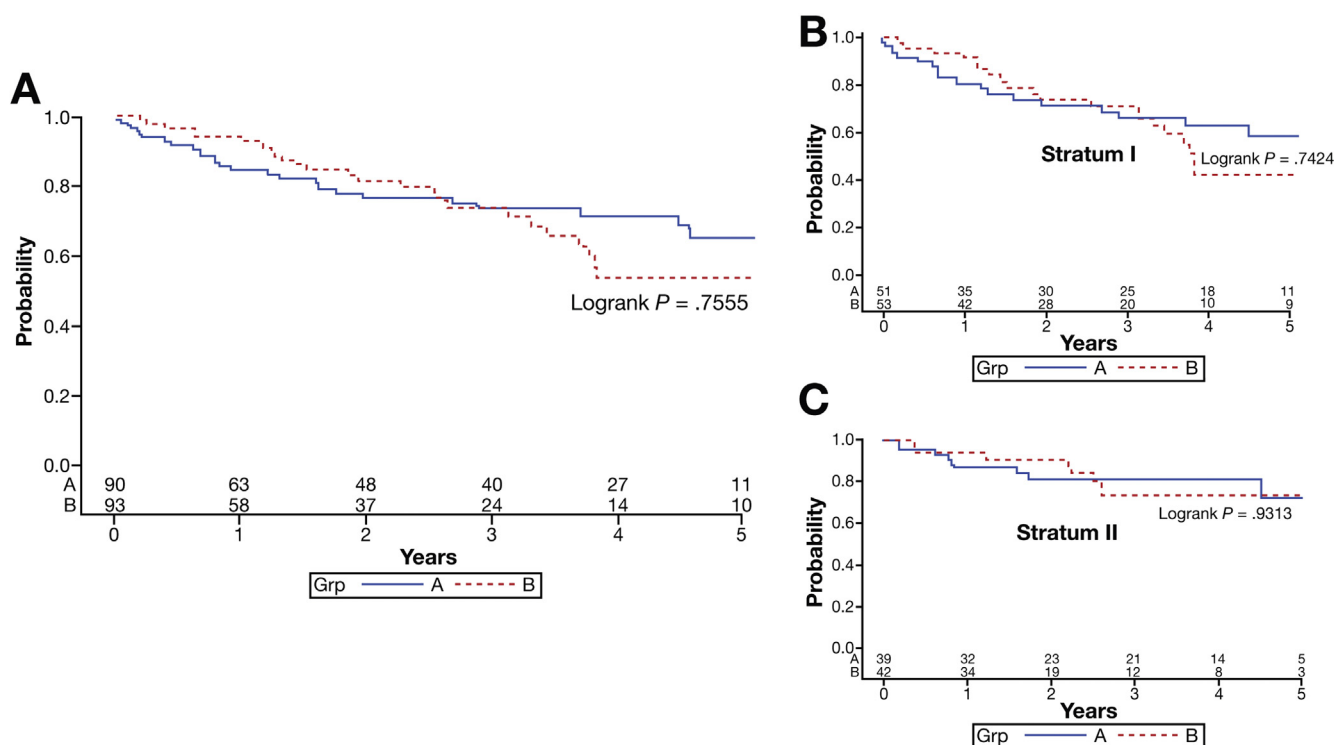 A
1.0
0.8
0.6
0.4
0.2
0.0
Probability
Logrank P = .7555
A 90 63 48 40 27 11
B 93 58 37 24 14 10
0 1 2 3 4 5
Years
Grp A B
B
1.0
0.8
0.6
0.4
0.2
0.0
Probability
Stratum I
Logrank P = .7424
A 51 35 30 25 18 11
B 53 42 28 20 10 9
0 1 2 3 4 5
Years
Grp A B
C
1.0
0.8
0.6
0.4
0.2
0.0
Probability
Logrank P = .9313
Stratum II
A 39 32 23 21 14 5
B 42 34 19 12 8 3
0 1 2 3 4 5
Years
Grp A B